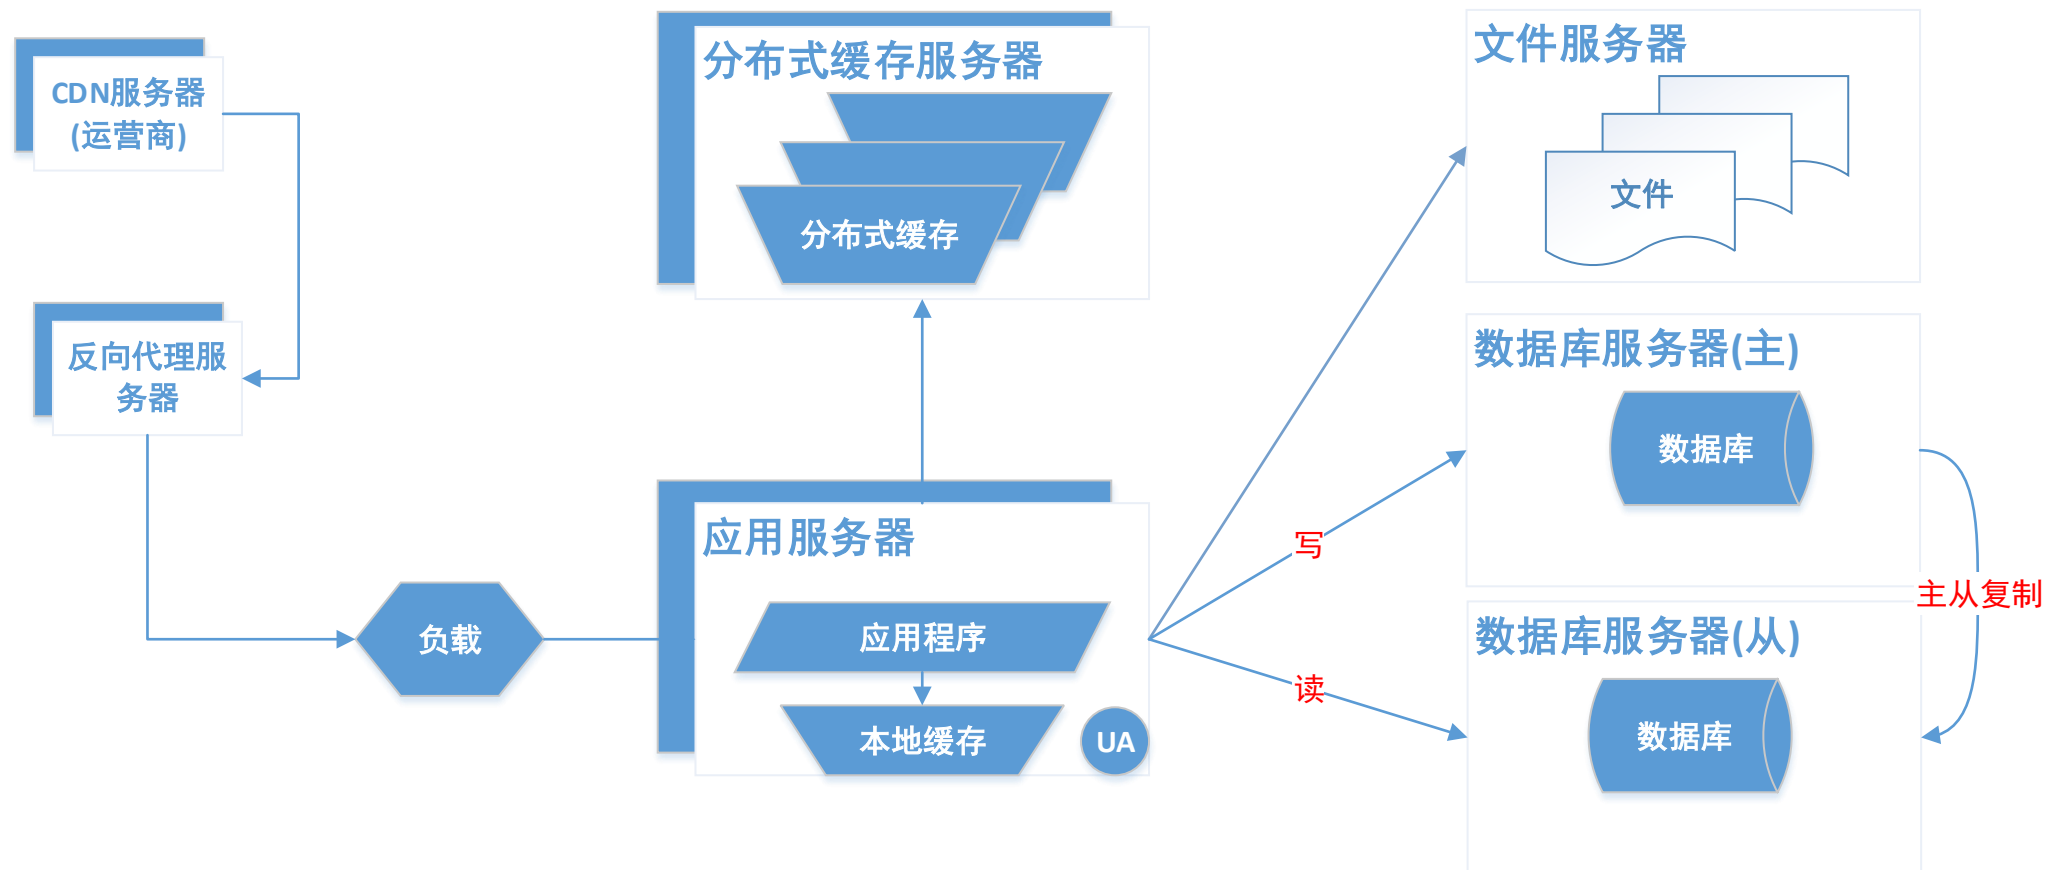 CDN服务器
(运营商)
反向代理服
务器
负载
分布式缓存服务器
分布式缓存
应用服务器
应用程序
本地缓存
UA
写
读
文件服务器
文件
数据库服务器(主)
数据库
主从复制
数据库服务器(从)
数据库